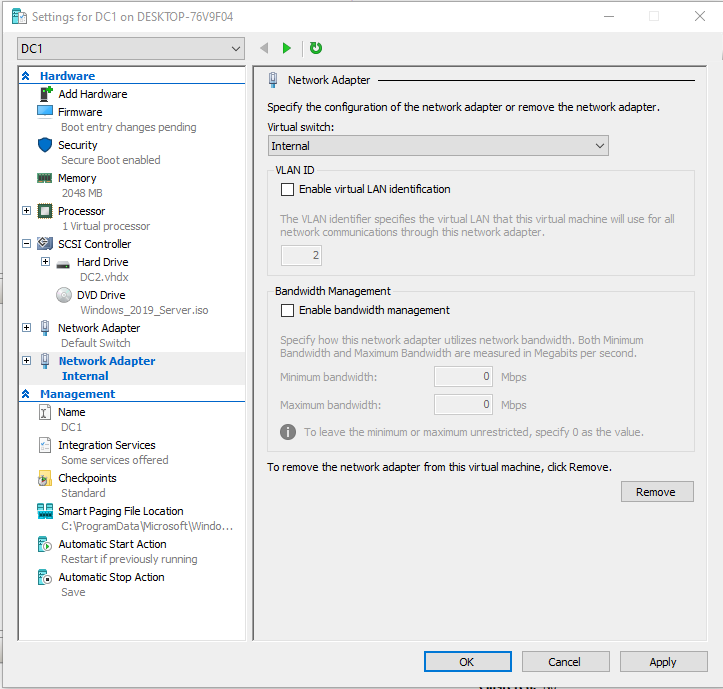 Settings for DC1 on DESKTOP-76V9F04
DC1
Hardware
Add Hardware
Firmware
Boot entry changes pending
Security
Secure Boot enabled
Memory
2048 MB
Processor
1 Virtual processor
SCSI Controller
Hard Drive
DC2.vhdx
DVD Drive
Windows_2019_Server.iso
Network Adapter
Default Switch
Network Adapter
Internal
Management
Name
DC1
Integration Services
Some services offered
Checkpoints
Standard
Smart Paging File Location
C:\ProgramData\Microsoft\Windo...
Automatic Start Action
Restart if previously running
Automatic Stop Action
Save
Network Adapter
Specify the configuration of the network adapter or remove the network adapter.
Virtual switch:
Internal
VLAN ID
Enable virtual LAN identification
The VLAN identifier specifies the virtual LAN that this virtual machine will use for all
network communications through this network adapter.
2
Bandwidth Management
Enable bandwidth management
Specify how this network adapter utilizes network bandwidth. Both Minimum
Bandwidth and Maximum Bandwidth are measured in Megabits per second.
Minimum bandwidth: 0 Mbps
Maximum bandwidth: 0 Mbps
To leave the minimum or maximum unrestricted, specify 0 as the value.
To remove the network adapter from this virtual machine, click Remove.
Remove
OK Cancel Apply